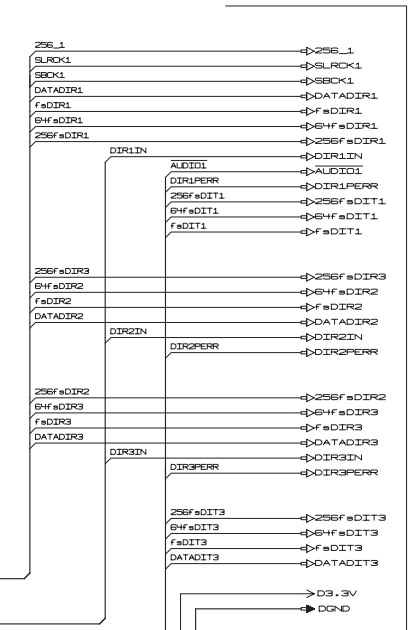 256_1 256_1
SLRCK1 SLRCK1
SBCK1 SBCK1
DATADIR1 DATADIR1
fsDIR1 fsDIR1
64fsDIR1 64fsDIR1
256fsDIR1 256fsDIR1
DIR1IN DIR1IN
AUDIO1 AUDIO1
DIR1PERR DIR1PERR
256fsDIT1 256fsDIT1
64fsDIT1 64fsDIT1
fsDIT1 fsDIT1
256fsDIR3 256fsDIR3
64fsDIR2 64fsDIR2
fsDIR2 fsDIR2
DATADIR2 DATADIR2
DIR2IN DIR2IN
DIR2PERR DIR2PERR
256fsDIR2 256fsDIR2
64fsDIR3 64fsDIR3
fsDIR3 fsDIR3
DATADIR3 DATADIR3
DIR3IN DIR3IN
DIR3PERR DIR3PERR
256fsDIT3 256fsDIT3
64fsDIT3 64fsDIT3
fsDIT3 fsDIT3
DATADIT3 DATADIT3
D3.3V
DGND